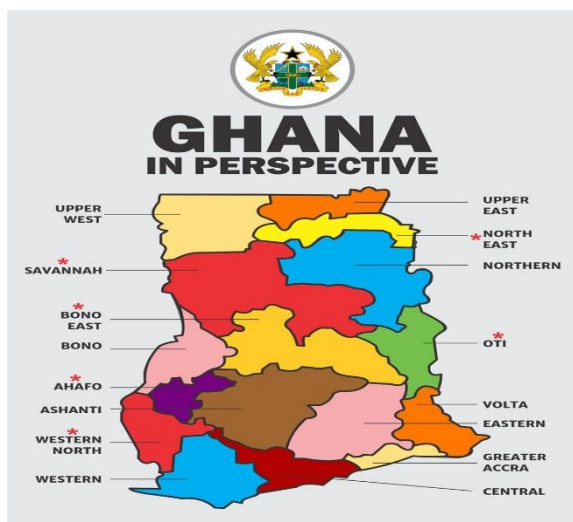 GHANA
IN PERSPECTIVE
UPPER
WEST
*
SAVANNAH
*
BONO
EAST
BONO
*
AHAFO
ASHANTI
*
WESTERN
NORTH
WESTERN
UPPER
EAST
*NORTH
EAST
NORTHERN
*
OTI
VOLTA
EASTERN
GREATER
ACCRA
CENTRAL